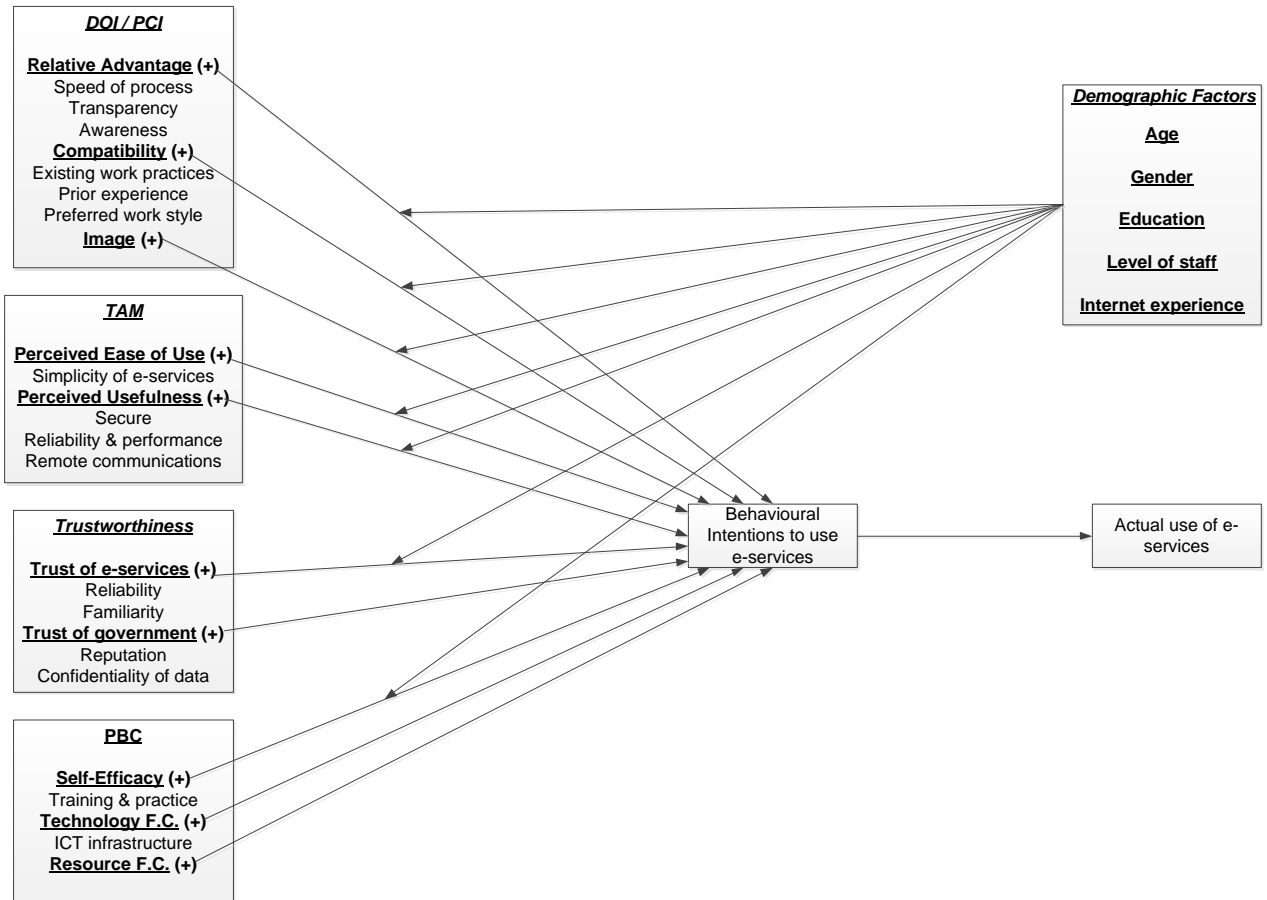 DOI / PCI
Relative Advantage (+)
Speed of process
Transparency
Awareness
Compatibility (+)
Existing work practices
Prior experience
Preferred work style
Image (+)
TAM
Perceived Ease of Use (+)
Simplicity of e-services
Perceived Usefulness (+)
Secure
Reliability & performance
Remote communications
Trustworthiness
Trust of e-services (+)
Reliability
Familiarity
Trust of government (+)
Reputation
Confidentiality of data
PBC
Self-Efficacy (+)
Training & practice
Technology F.C. (+)
ICT infrastructure
Resource F.C. (+)
Behavioural
Intentions to use
e-services
Actual use of e-
services
Demographic Factors
Age
Gender
Education
Level of staff
Internet experience